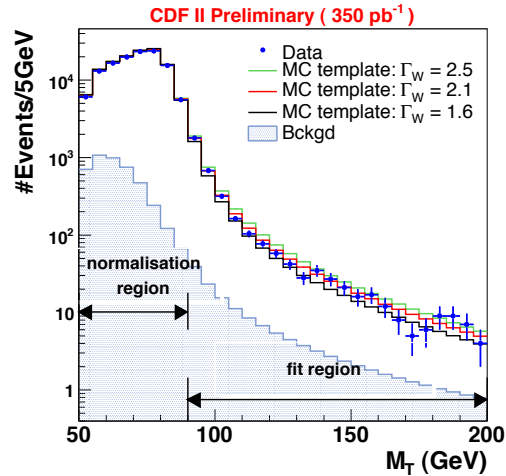 CDF II Preliminary ( 350 pb⁻¹)
#Events/5GeV
Data
MC template: Γ_W = 2.5
MC template: Γ_W = 2.1
MC template: Γ_W = 1.6
Bckgd
10⁴
10³
10²
10
1
normalisation
region
fit region
50 100 150 200
M_T (GeV)